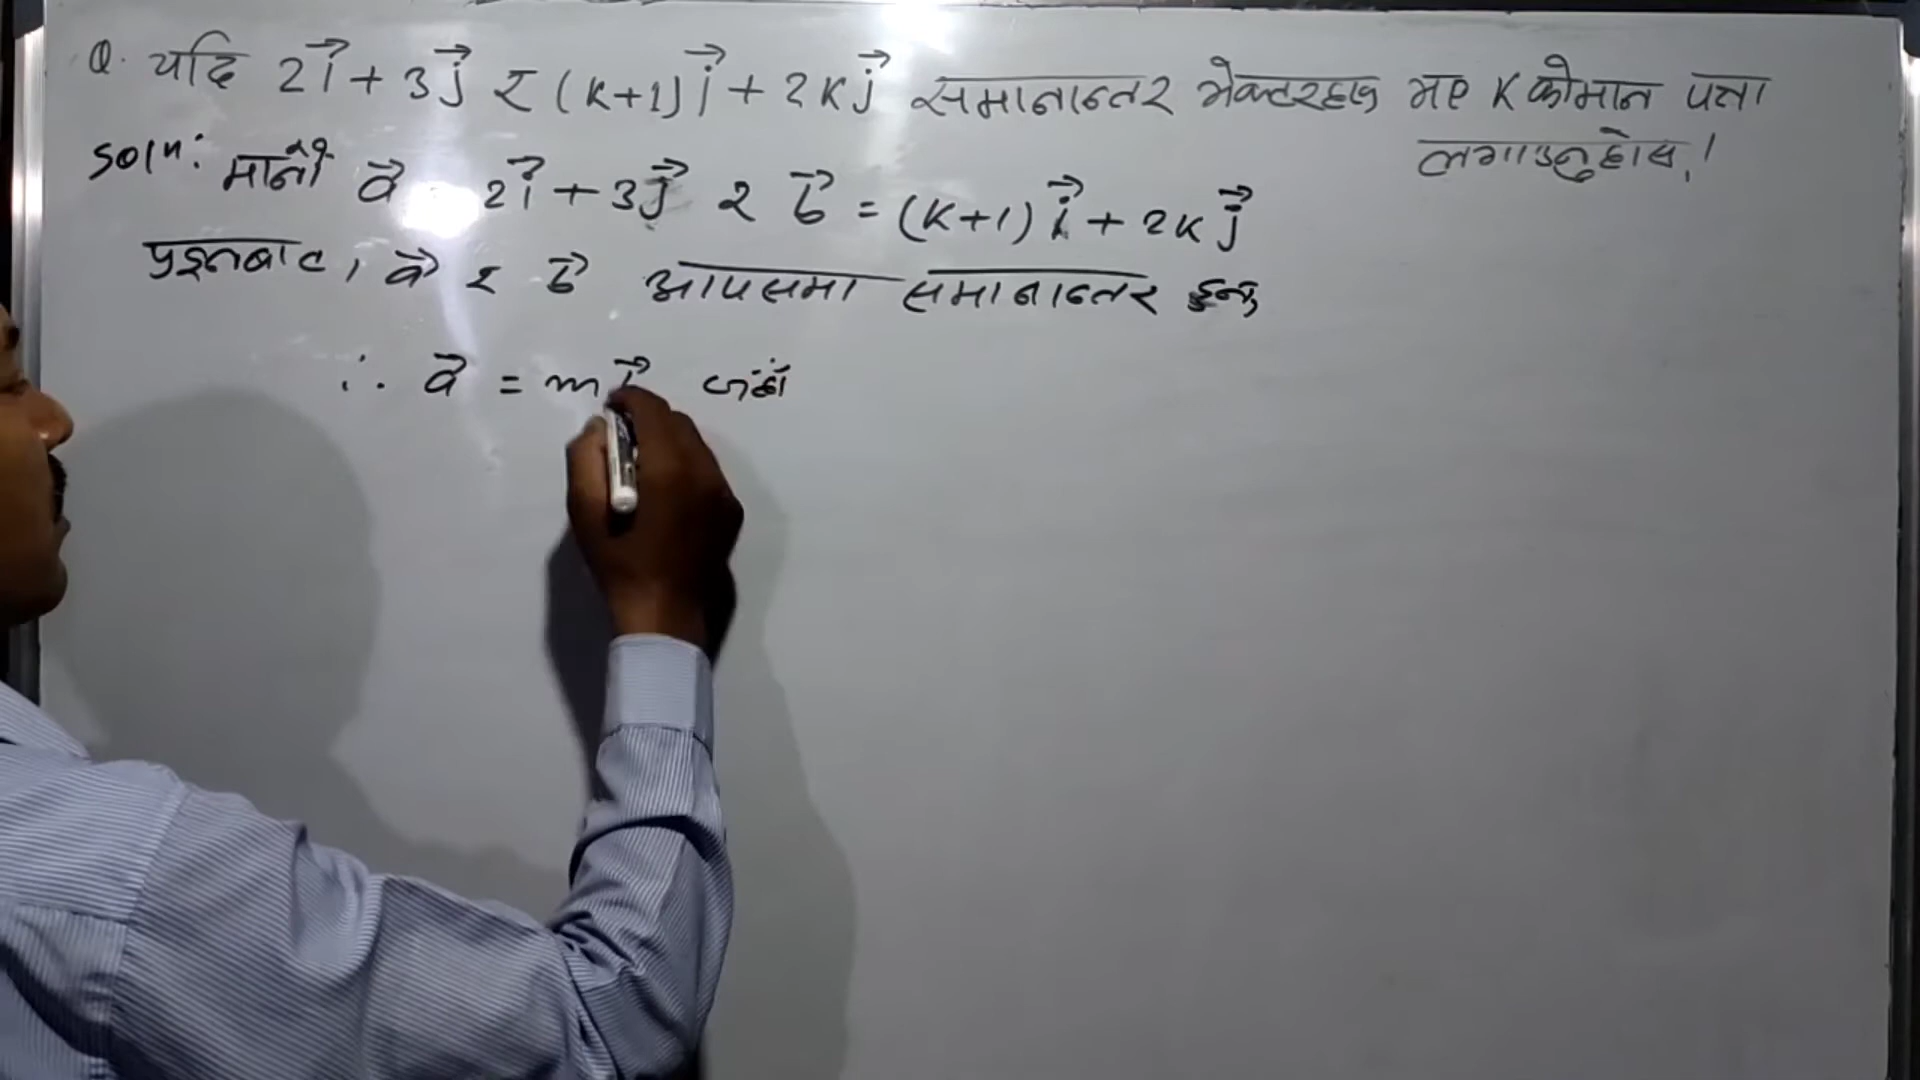 Q. यदि 2i⃗ + 3j⃗ र (k+1)i⃗ + 2kj⃗ समानान्तर भेक्टरहरू भए k को मान पत्ता
लगाउनुहोस् ।
Solⁿ: मानौं a⃗ 2i⃗ + 3j⃗ र b⃗ = (k+1)i⃗ + 2kj⃗
प्रश्नबाट, a⃗ र b⃗ आपसमा समानान्तर छन्
∴ a⃗ = m b⃗ जहाँ